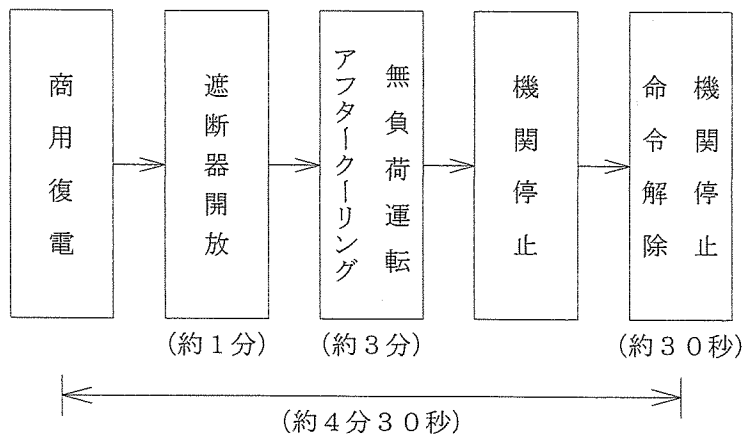 商用復電
遮断器開放
無負荷運転
アフタークーリング
機関停止
機関停止
命令解除
(約1分)
(約3分)
(約30秒)
(約4分30秒)